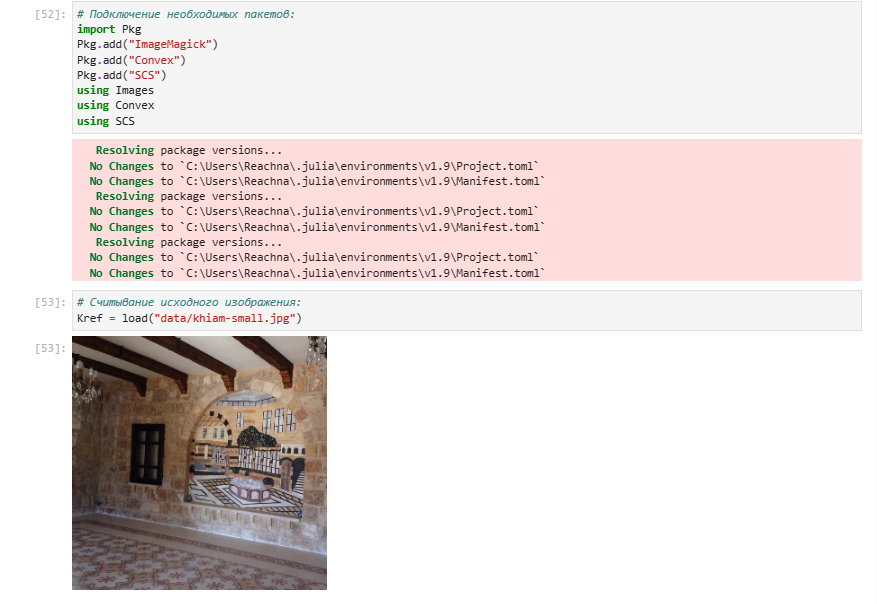 [52]:
# Подключение необходимых пакетов:
import Pkg
Pkg.add("ImageMagick")
Pkg.add("Convex")
Pkg.add("SCS")
using Images
using Convex
using SCS
Resolving package versions...
No Changes to `C:\Users\Reachna\.julia\environments\v1.9\Project.toml`
No Changes to `C:\Users\Reachna\.julia\environments\v1.9\Manifest.toml`
Resolving package versions...
No Changes to `C:\Users\Reachna\.julia\environments\v1.9\Project.toml`
No Changes to `C:\Users\Reachna\.julia\environments\v1.9\Manifest.toml`
Resolving package versions...
No Changes to `C:\Users\Reachna\.julia\environments\v1.9\Project.toml`
No Changes to `C:\Users\Reachna\.julia\environments\v1.9\Manifest.toml`
[53]:
# Считывание исходного изображения:
Kref = load("data/khiam-small.jpg")
[53]: